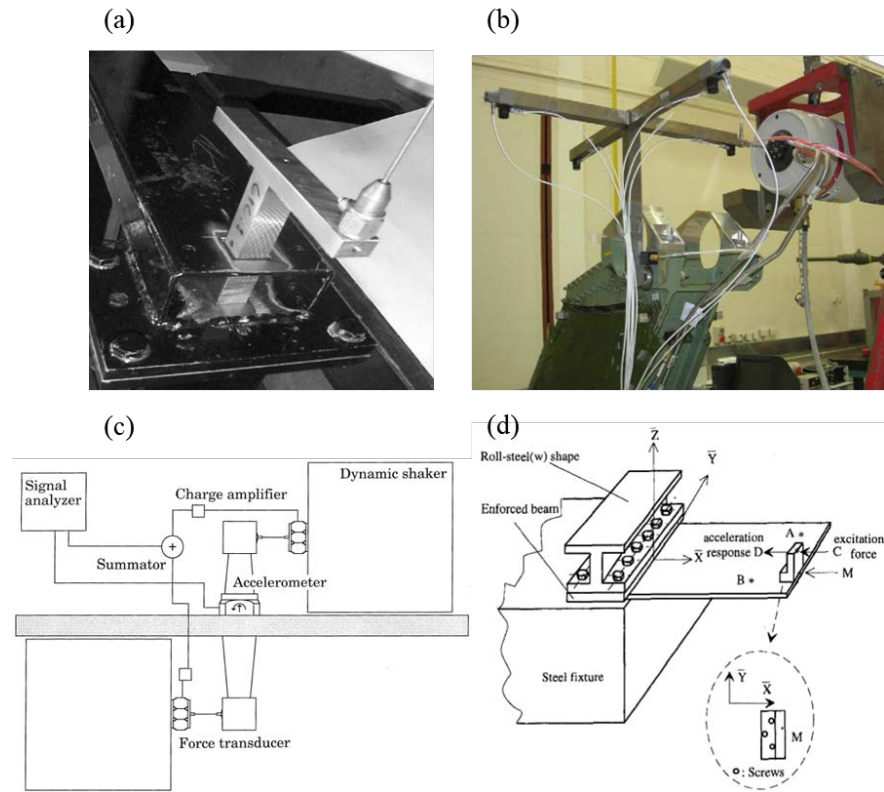 (a)
(b)
(c)
Signal
analyzer
Charge amplifier
Dynamic shaker
Summator
+
Accelerometer
Force transducer
(d)
Z̅
Roll-steel(w) shape
Y̅
Enforced beam
acceleration
response D
A *
excitation
C force
X̅
B *
M
Steel fixture
Y̅
X̅
M
o: Screws